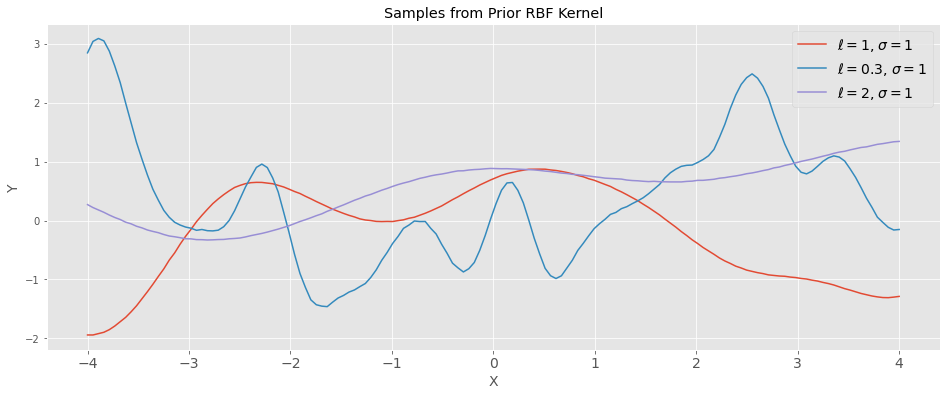 Samples from Prior RBF Kernel
ℓ = 1, σ = 1
ℓ = 0.3, σ = 1
ℓ = 2, σ = 1
Y
3
2
1
0
−1
−2
−4 −3 −2 −1 0 1 2 3 4
X